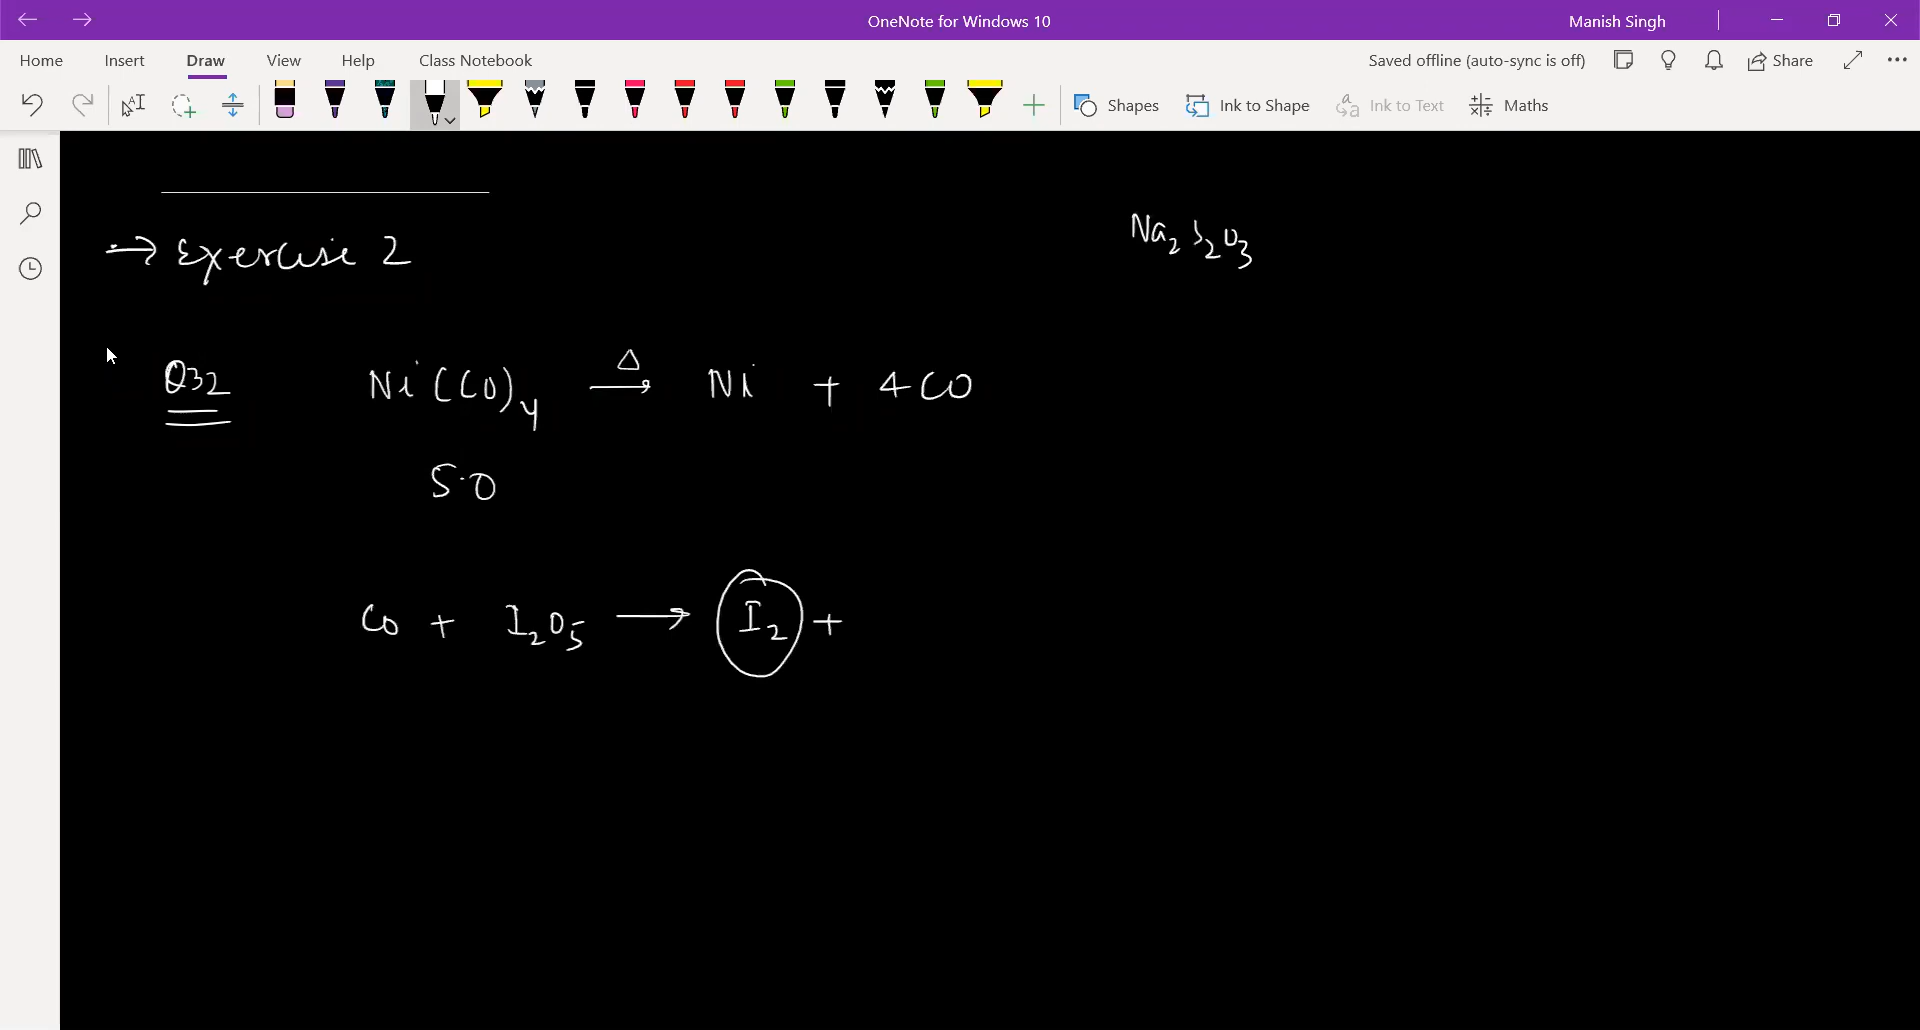 OneNote for Windows 10
Manish Singh
Home Insert Draw View Help Class Notebook
Saved offline (auto-sync is off) Share
Shapes Ink to Shape Ink to Text Maths
Na2S2O3
→ Exercise 2
Q32 Ni(CO)4 →Δ Ni + 4CO
5.0
CO + I2O5 → I2 +